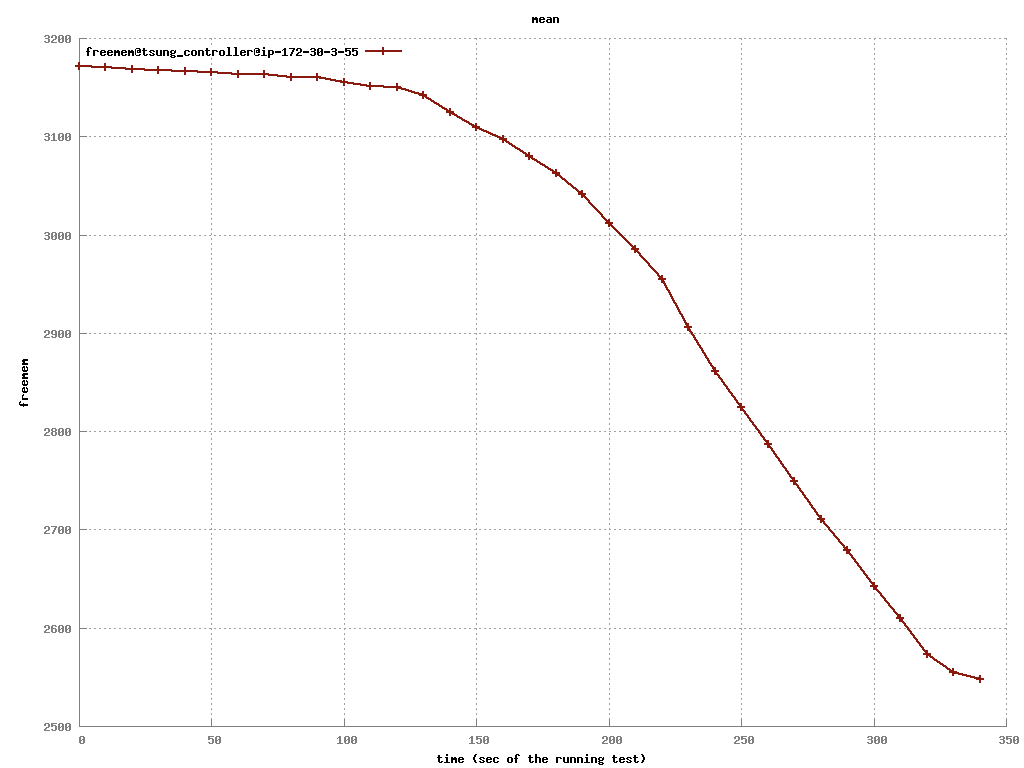 mean
3200
freemem@tsung_controller@ip-172-30-3-55
3100
3000
2900
freemem
2800
2700
2600
2500
0 50 100 150 200 250 300 350
time (sec of the running test)